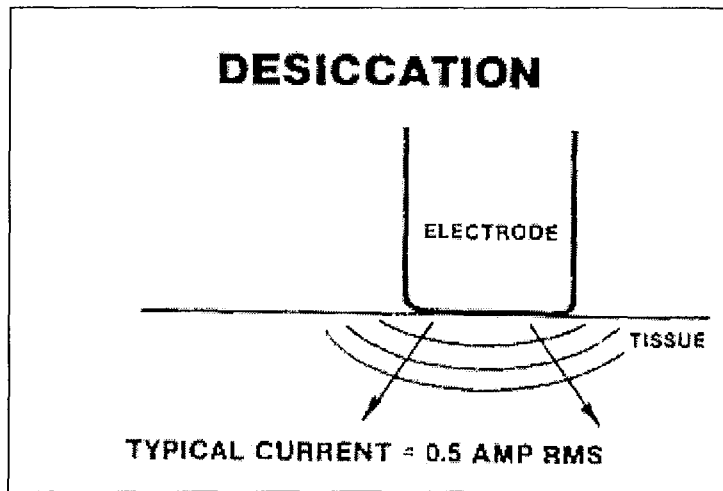 DESICCATION
ELECTRODE
TISSUE
TYPICAL CURRENT = 0.5 AMP RMS